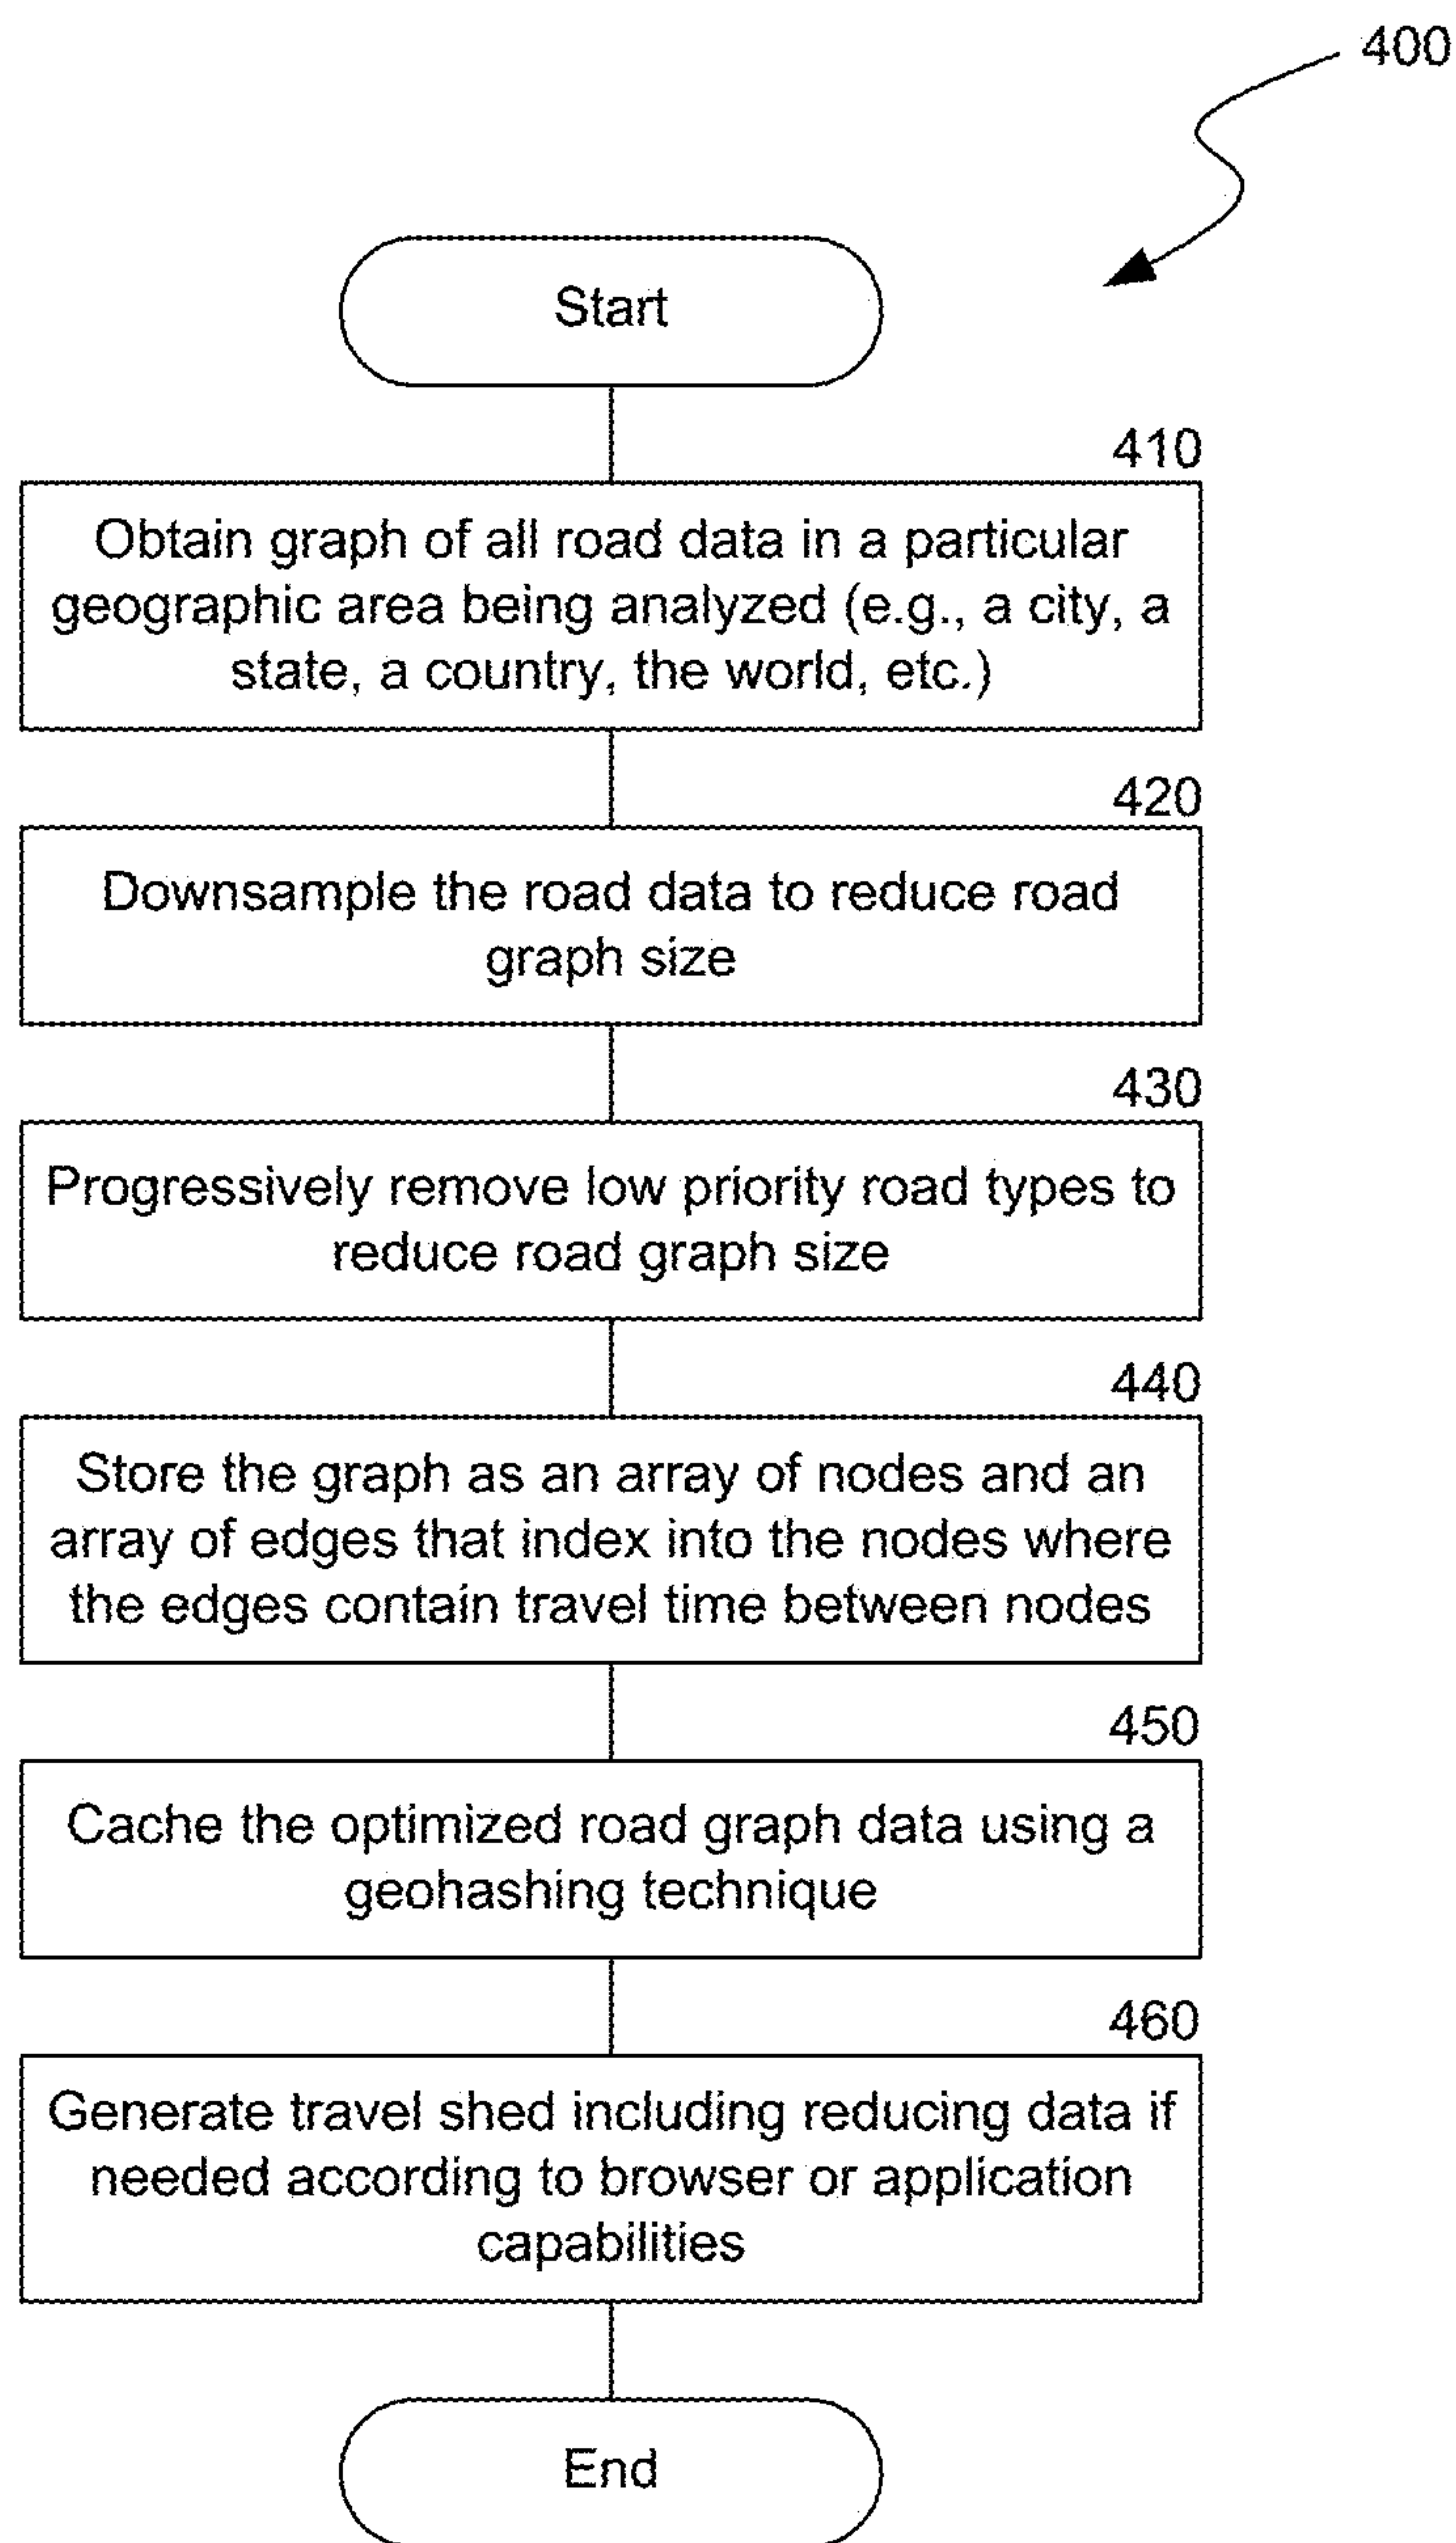 400
Start
410
Obtain graph of all road data in a particular
geographic area being analyzed (e.g., a city, a
state, a country, the world, etc.)
420
Downsample the road data to reduce road
graph size
430
Progressively remove low priority road types to
reduce road graph size
440
Store the graph as an array of nodes and an
array of edges that index into the nodes where
the edges contain travel time between nodes
450
Cache the optimized road graph data using a
geohashing technique
460
Generate travel shed including reducing data if
needed according to browser or application
capabilities
End